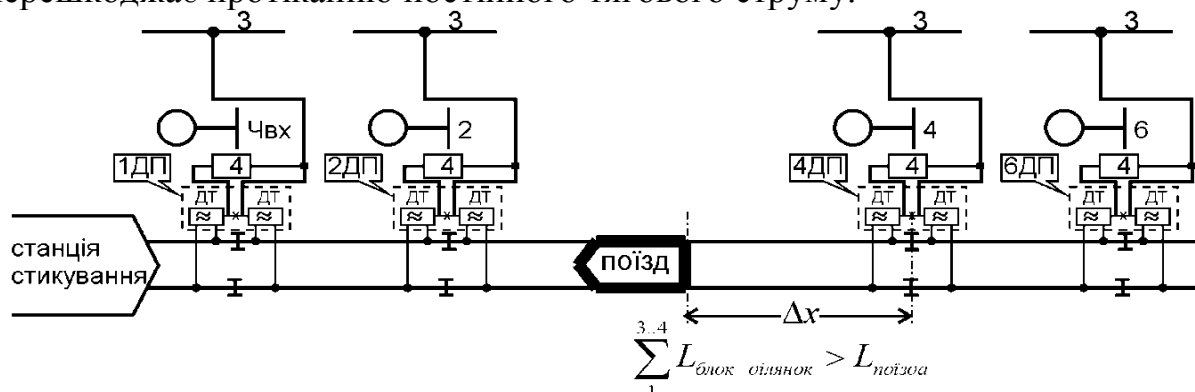 перешкоджає протіканню постійного тягового струму.
3 3 3 3
Чвх 2 4 6
1ДП 4 2ДП 4 4ДП 4 6ДП 4
ДТ ДТ ДТ ДТ ДТ ДТ ДТ ДТ
≈ ≈ ≈ ≈ ≈ ≈ ≈ ≈
станція
стикування
поїзд
Δx
3..4
∑ L блок ділянок > L поїзда
1